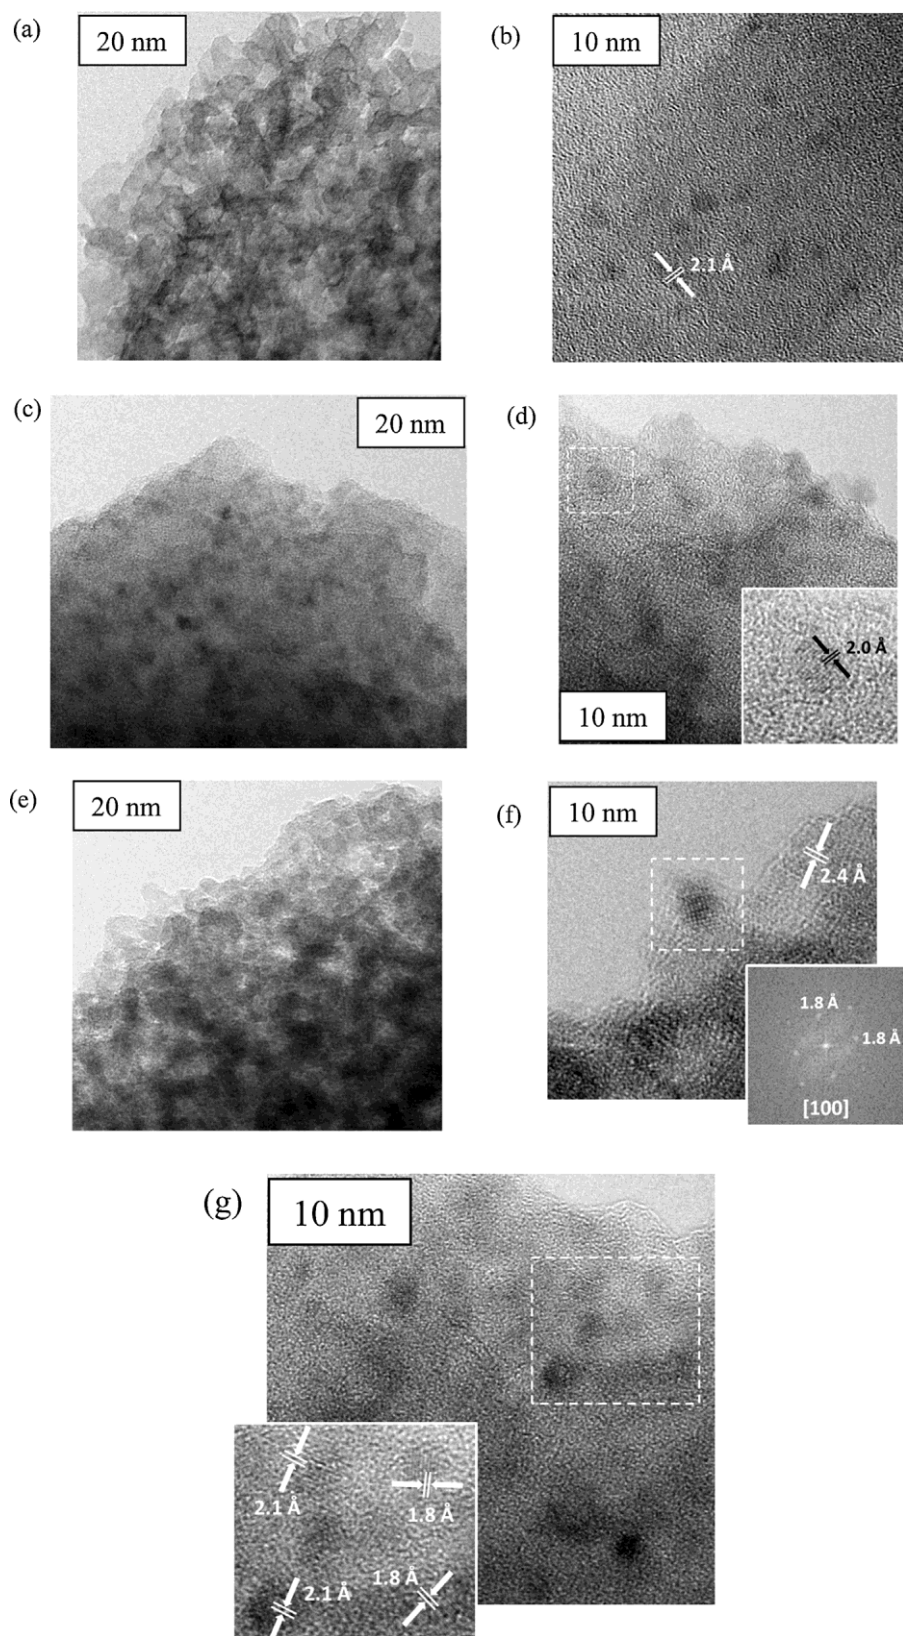 (a)
20 nm
(b)
10 nm
2.1 Å
(c)
20 nm
(d)
2.0 Å
10 nm
(e)
20 nm
(f)
10 nm
2.4 Å
1.8 Å
1.8 Å
[100]
(g)
10 nm
2.1 Å
1.8 Å
2.1 Å
1.8 Å